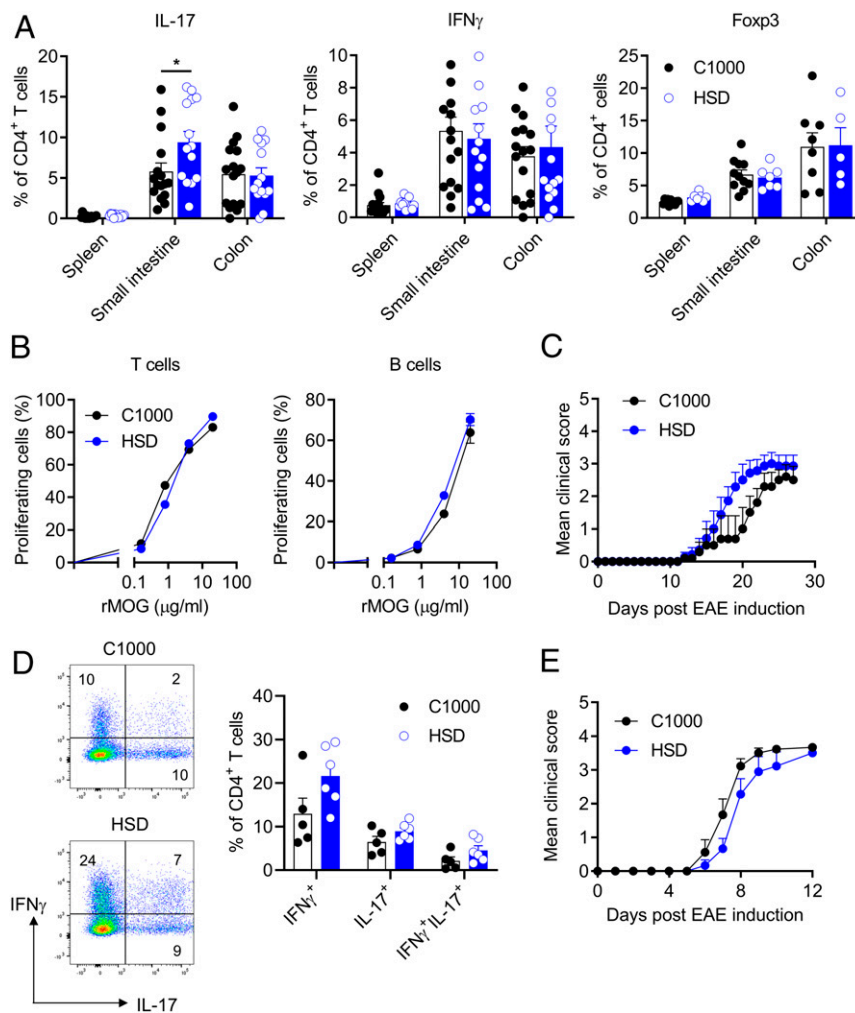 A
IL-17
IFNγ
Foxp3
% of CD4+ T cells
20
15
10
5
0
*
Spleen
Small intestine
Colon
% of CD4+ T cells
10
8
6
4
2
0
Spleen
Small intestine
Colon
% of CD4+ cells
25
20
15
10
5
0
C1000
HSD
Spleen
Small intestine
Colon
B
T cells
Proliferating cells (%)
100
80
60
40
20
0
C1000
HSD
0.1 1 10 100
rMOG (μg/ml)
B cells
Proliferating cells (%)
80
60
40
20
0
0.1 1 10 100
rMOG (μg/ml)
C
Mean clinical score
5
4
3
2
1
0
C1000
HSD
0 10 20 30
Days post EAE induction
D
C1000
10 2
10
HSD
24 7
9
IFNγ
IL-17
% of CD4+ T cells
40
30
20
10
0
C1000
HSD
IFNγ+
IL-17+
IFNγ+IL-17+
E
Mean clinical score
5
4
3
2
1
0
C1000
HSD
0 4 8 12
Days post EAE induction